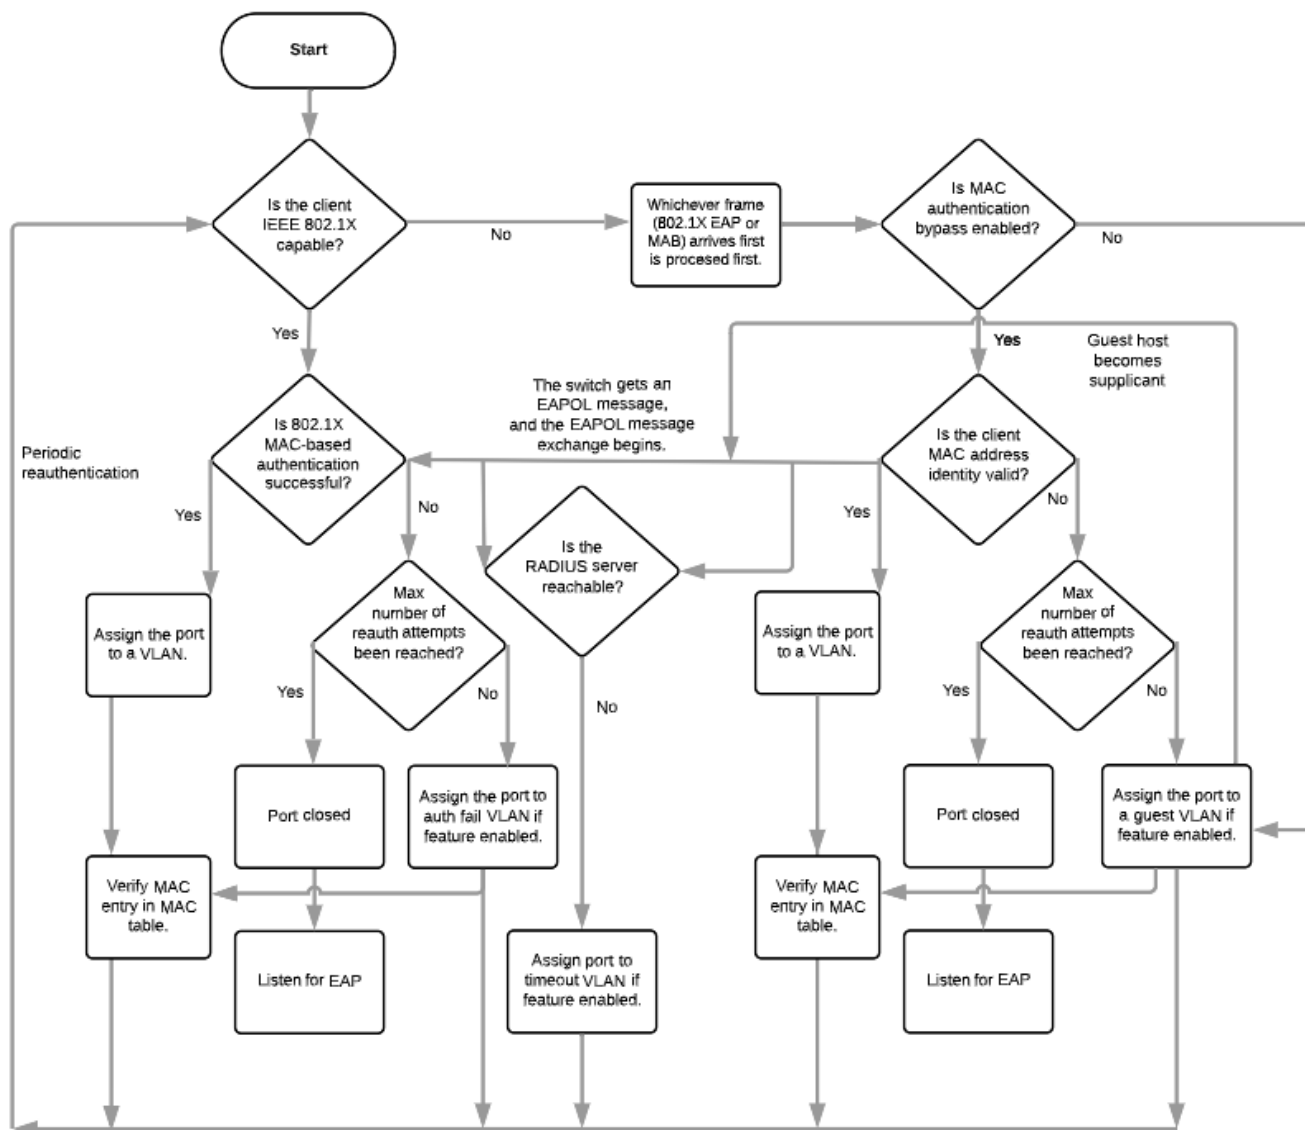 Start
Is the client
IEEE 802.1X
capable?
No
Whichever frame
(802.1X EAP or
MAB) arrives first
is procesed first.
Is MAC
authentication
bypass enabled?
No
Yes
Yes
Guest host
becomes
supplicant
The switch gets an
EAPOL message,
and the EAPOL message
exchange begins.
Periodic
reauthentication
Is 802.1X
MAC-based
authentication
successful?
Is the client
MAC address
identity valid?
Yes
No
Is the
RADIUS server
reachable?
Yes
No
Assign the port
to a VLAN.
Max
number of
reauth attempts
been reached?
Assign the port
to a VLAN.
Max
number of
reauth attempts
been reached?
Yes
No
No
Yes
No
Port closed
Assign the port to
auth fail VLAN if
feature enabled.
Port closed
Assign the port to
a guest VLAN if
feature enabled.
Verify MAC
entry in MAC
table.
Verify MAC
entry in MAC
table.
Listen for EAP
Assign port to
timeout VLAN if
feature enabled.
Listen for EAP